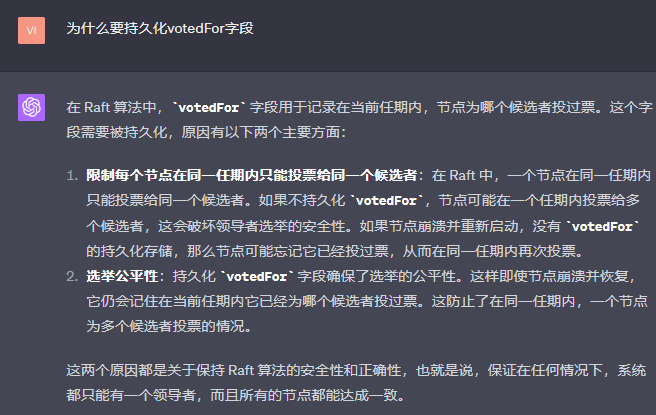 VI
为什么要持久化votedFor字段
在 Raft 算法中，`votedFor` 字段用于记录在当前任期内，节点为哪个候选者投过票。这个字
段需要被持久化，原因有以下两个主要方面：
1. 限制每个节点在同一任期内只能投票给同一个候选者：在 Raft 中，一个节点在同一任期内
只能投票给同一个候选者。如果不持久化 `votedFor`，节点可能在一个任期内投票给多
个候选者，这会破坏领导者选举的安全性。如果节点崩溃并重新启动，没有 `votedFor`
的持久化存储，那么节点可能忘记它已经投过票，从而在同一任期内再次投票。
2. 选举公平性：持久化 `votedFor` 字段确保了选举的公平性。这样即使节点崩溃并恢复，
它仍会记住在当前任期内它已经为哪个候选者投过票。这防止了在同一任期内，一个节点
为多个候选者投票的情况。
这两个原因都是关于保持 Raft 算法的安全性和正确性，也就是说，保证在任何情况下，系统
都只能有一个领导者，而且所有的节点都能达成一致。